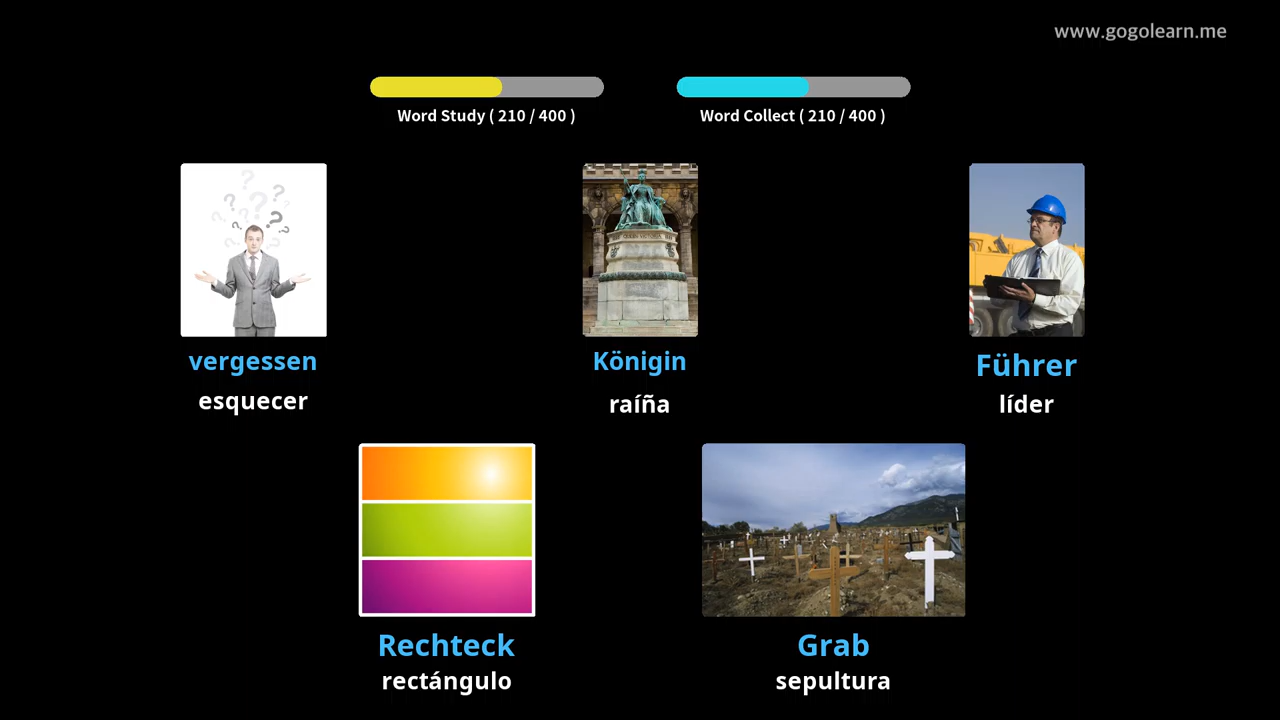 www.gogolearn.me
Word Study ( 210 / 400 )
Word Collect ( 210 / 400 )
vergessen
esquecer
Königin
raíña
Führer
líder
Rechteck
rectángulo
Grab
sepultura